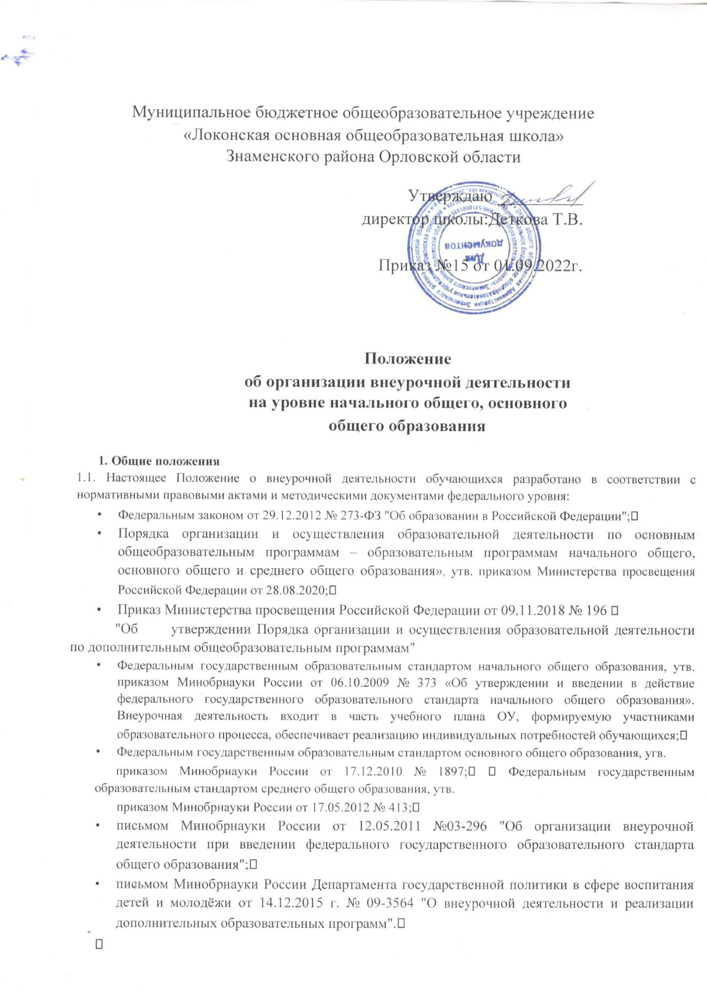 Муниципальное бюджетное общеобразовательное учреждение
«Локонская основная общеобразовательная школа»
Знаменского района Орловской области
Утверждаю
директор школы:Деткова Т.В.
Для
документов
Приказ №15 от 01.09.2022г.
Положение
об организации внеурочной деятельности
на уровне начального общего, основного
общего образования
1. Общие положения
1.1. Настоящее Положение о внеурочной деятельности обучающихся разработано в соответствии с
нормативными правовыми актами и методическими документами федерального уровня:
• Федеральным законом от 29.12.2012 № 273-ФЗ "Об образовании в Российской Федерации";
• Порядка организации и осуществления образовательной деятельности по основным
общеобразовательным программам – образовательным программам начального общего,
основного общего и среднего общего образования», утв. приказом Министерства просвещения
Российской Федерации от 28.08.2020;
• Приказ Министерства просвещения Российской Федерации от 09.11.2018 № 196
"Об утверждении Порядка организации и осуществления образовательной деятельности
по дополнительным общеобразовательным программам"
• Федеральным государственным образовательным стандартом начального общего образования, утв.
приказом Минобрнауки России от 06.10.2009 № 373 «Об утверждении и введении в действие
федерального государственного образовательного стандарта начального общего образования».
Внеурочная деятельность входит в часть учебного плана ОУ, формируемую участниками
образовательного процесса, обеспечивает реализацию индивидуальных потребностей обучающихся;
• Федеральным государственным образовательным стандартом основного общего образования, утв.
приказом Минобрнауки России от 17.12.2010 № 1897; Федеральным государственным
образовательным стандартом среднего общего образования, утв.
приказом Минобрнауки России от 17.05.2012 № 413;
• письмом Минобрнауки России от 12.05.2011 №03-296 "Об организации внеурочной
деятельности при введении федерального государственного образовательного стандарта
общего образования";
• письмом Минобрнауки России Департамента государственной политики в сфере воспитания
детей и молодёжи от 14.12.2015 г. № 09-3564 "О внеурочной деятельности и реализации
дополнительных образовательных программ".